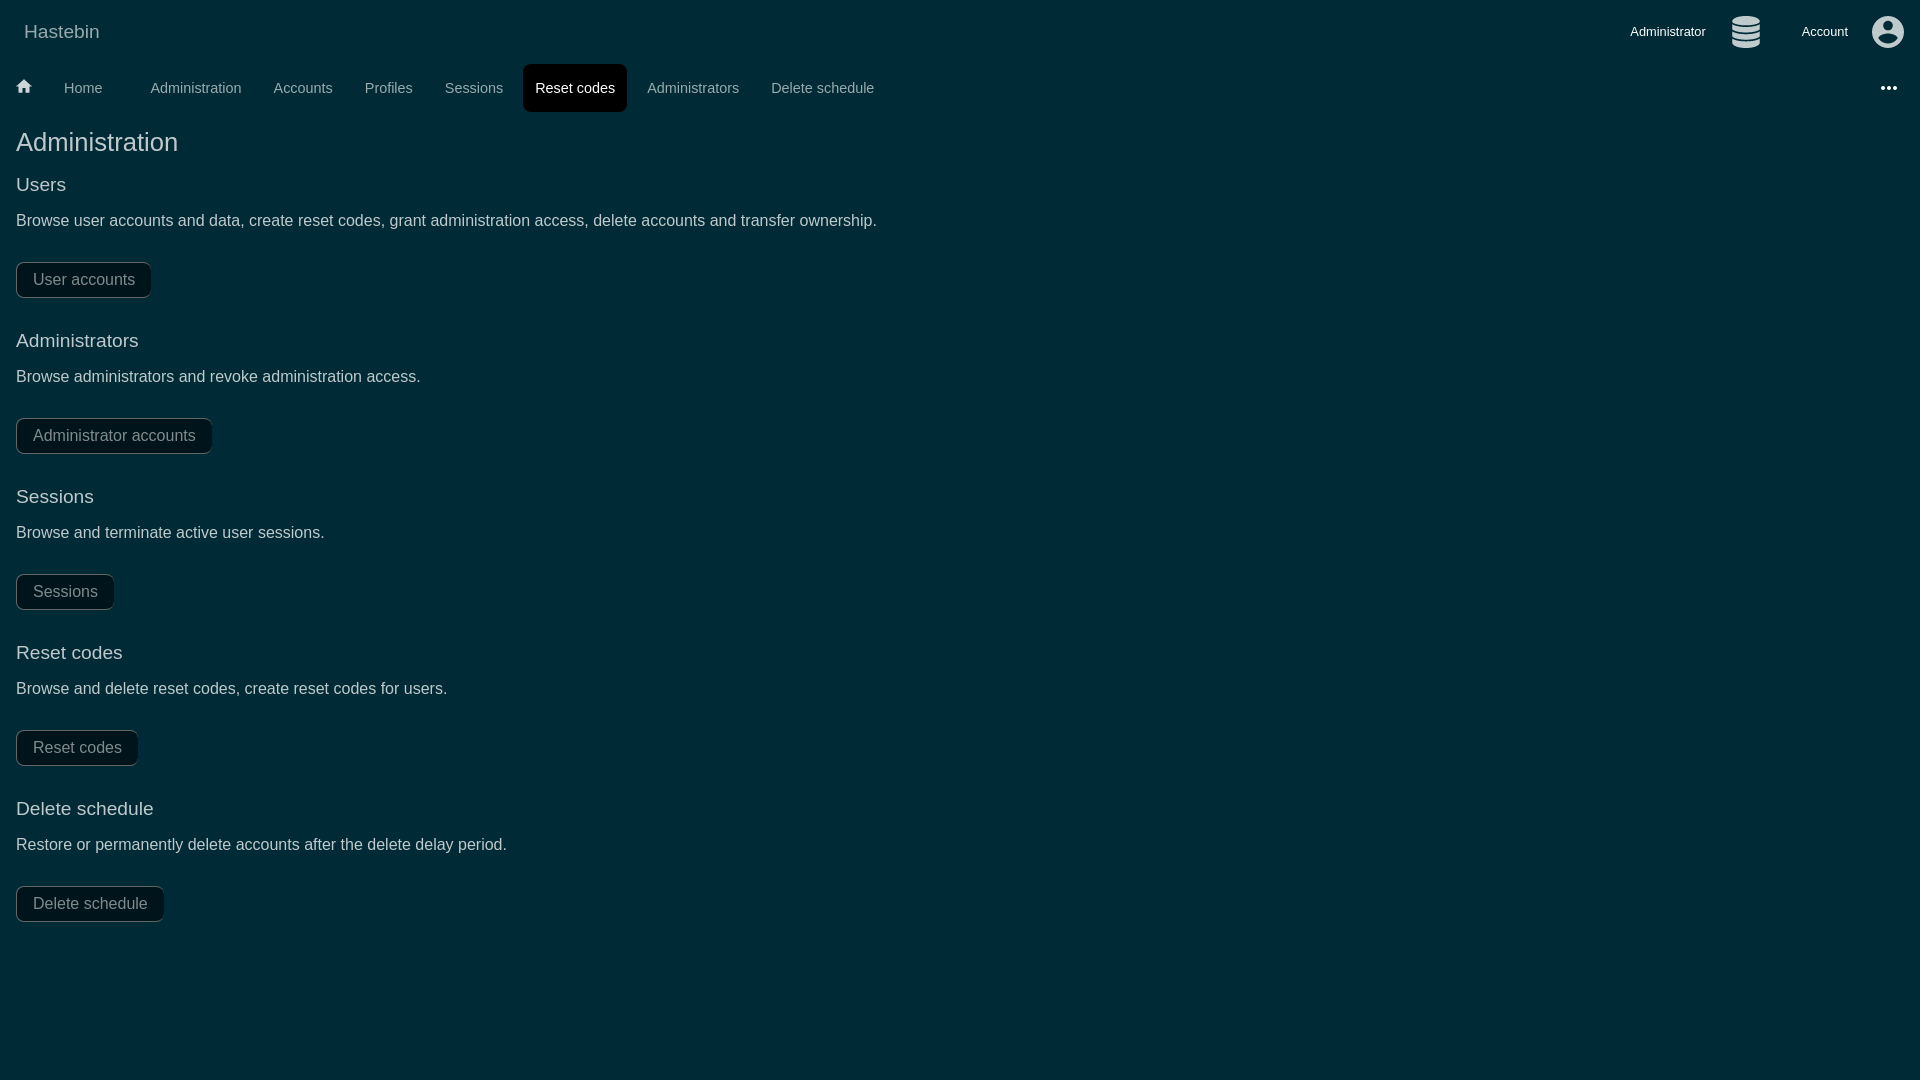 Hastebin
Administrator
Account
Home
Administration
Accounts
Profiles
Sessions
Reset codes
Administrators
Delete schedule
Administration
Users
Browse user accounts and data, create reset codes, grant administration access, delete accounts and transfer ownership.
User accounts
Administrators
Browse administrators and revoke administration access.
Administrator accounts
Sessions
Browse and terminate active user sessions.
Sessions
Reset codes
Browse and delete reset codes, create reset codes for users.
Reset codes
Delete schedule
Restore or permanently delete accounts after the delete delay period.
Delete schedule